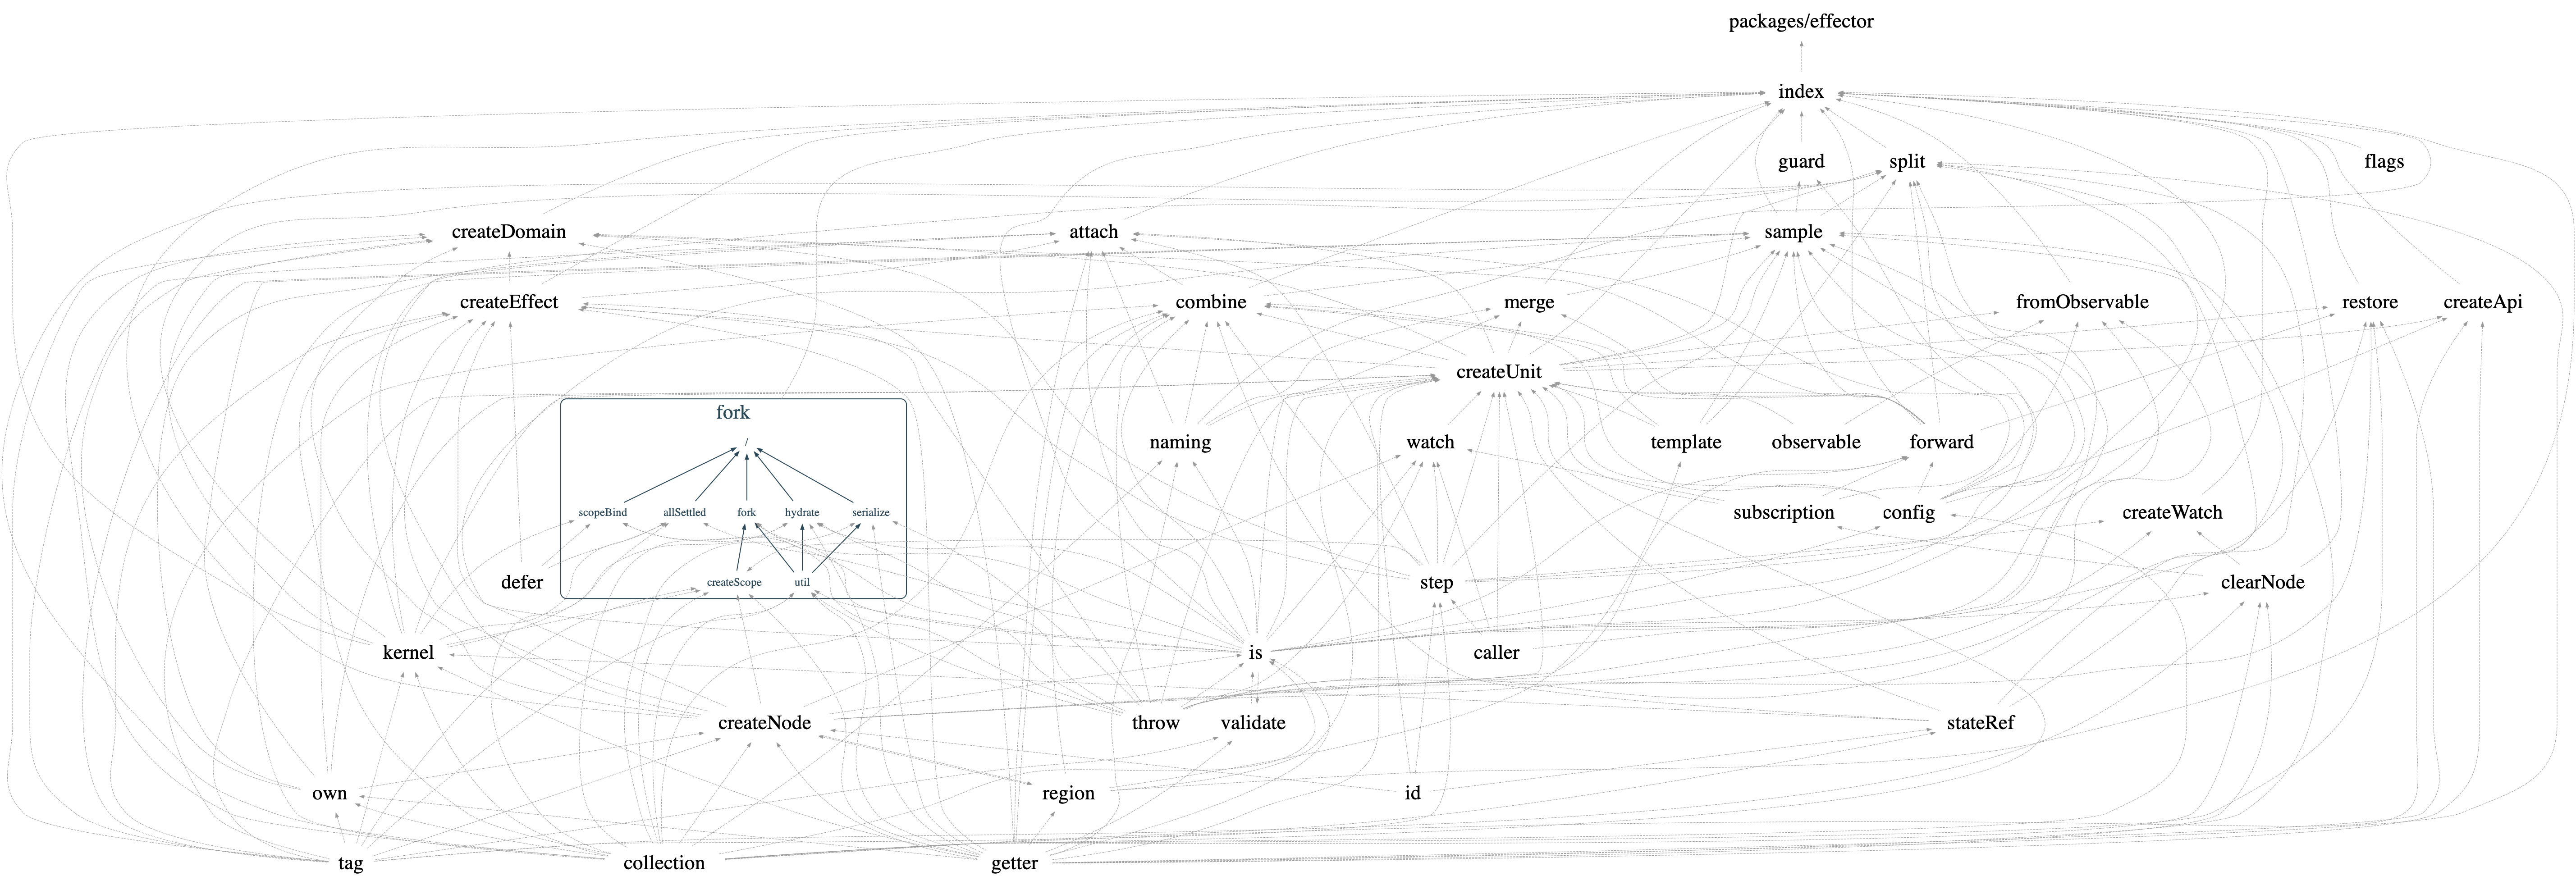 packages/effector
index
guard
split
flags
createDomain
attach
sample
createEffect
combine
merge
fromObservable
restore
createApi
createUnit
fork
/
naming
watch
template
observable
forward
scopeBind
allSettled
fork
hydrate
serialize
subscription
config
createWatch
defer
createScope
util
step
clearNode
kernel
is
caller
createNode
throw
validate
stateRef
own
region
id
tag
collection
getter